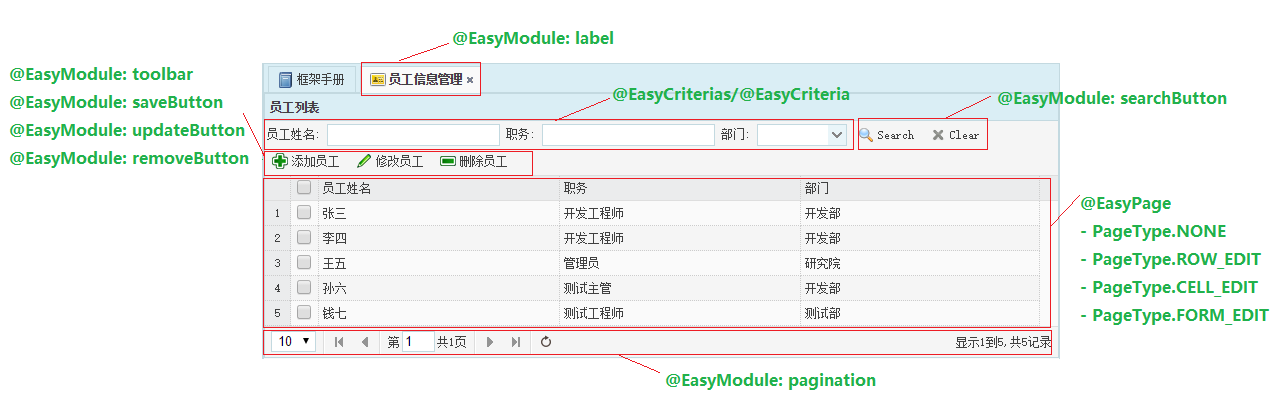 @EasyModule: label
@EasyModule: toolbar
@EasyModule: saveButton
@EasyModule: updateButton
@EasyModule: removeButton
框架手册 员工信息管理
@EasyCriterias/@EasyCriteria
@EasyModule: searchButton
员工列表
员工姓名: 职务: 部门: Search Clear
添加员工 修改员工 删除员工
员工姓名 职务 部门
1 张三 开发工程师 开发部
2 李四 开发工程师 开发部
3 王五 管理员 研究院
4 孙六 测试主管 开发部
5 钱七 测试工程师 测试部
@EasyPage
- PageType.NONE
- PageType.ROW_EDIT
- PageType.CELL_EDIT
- PageType.FORM_EDIT
10 第 1 共1页 显示1到5,共5记录
@EasyModule: pagination